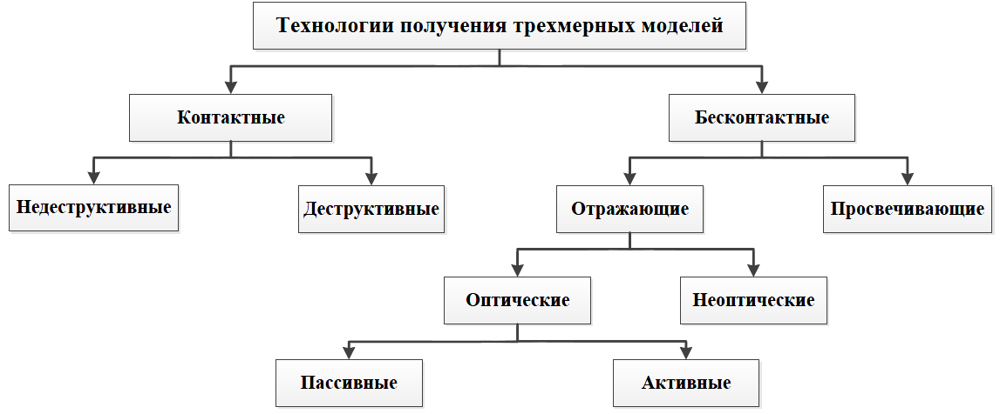 Технологии получения трехмерных моделей
Контактные
Бесконтактные
Недеструктивные
Деструктивные
Отражающие
Просвечивающие
Оптические
Неоптические
Пассивные
Активные